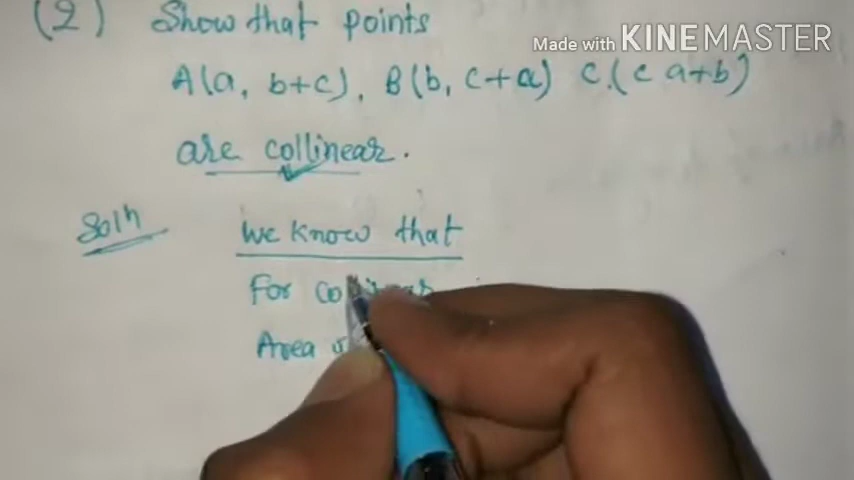 (2) Show that points
Made with KINEMASTER
A(a, b+c), B(b, c+a) C.(c a+b)
are collinear.
Soln We know that
For
Area